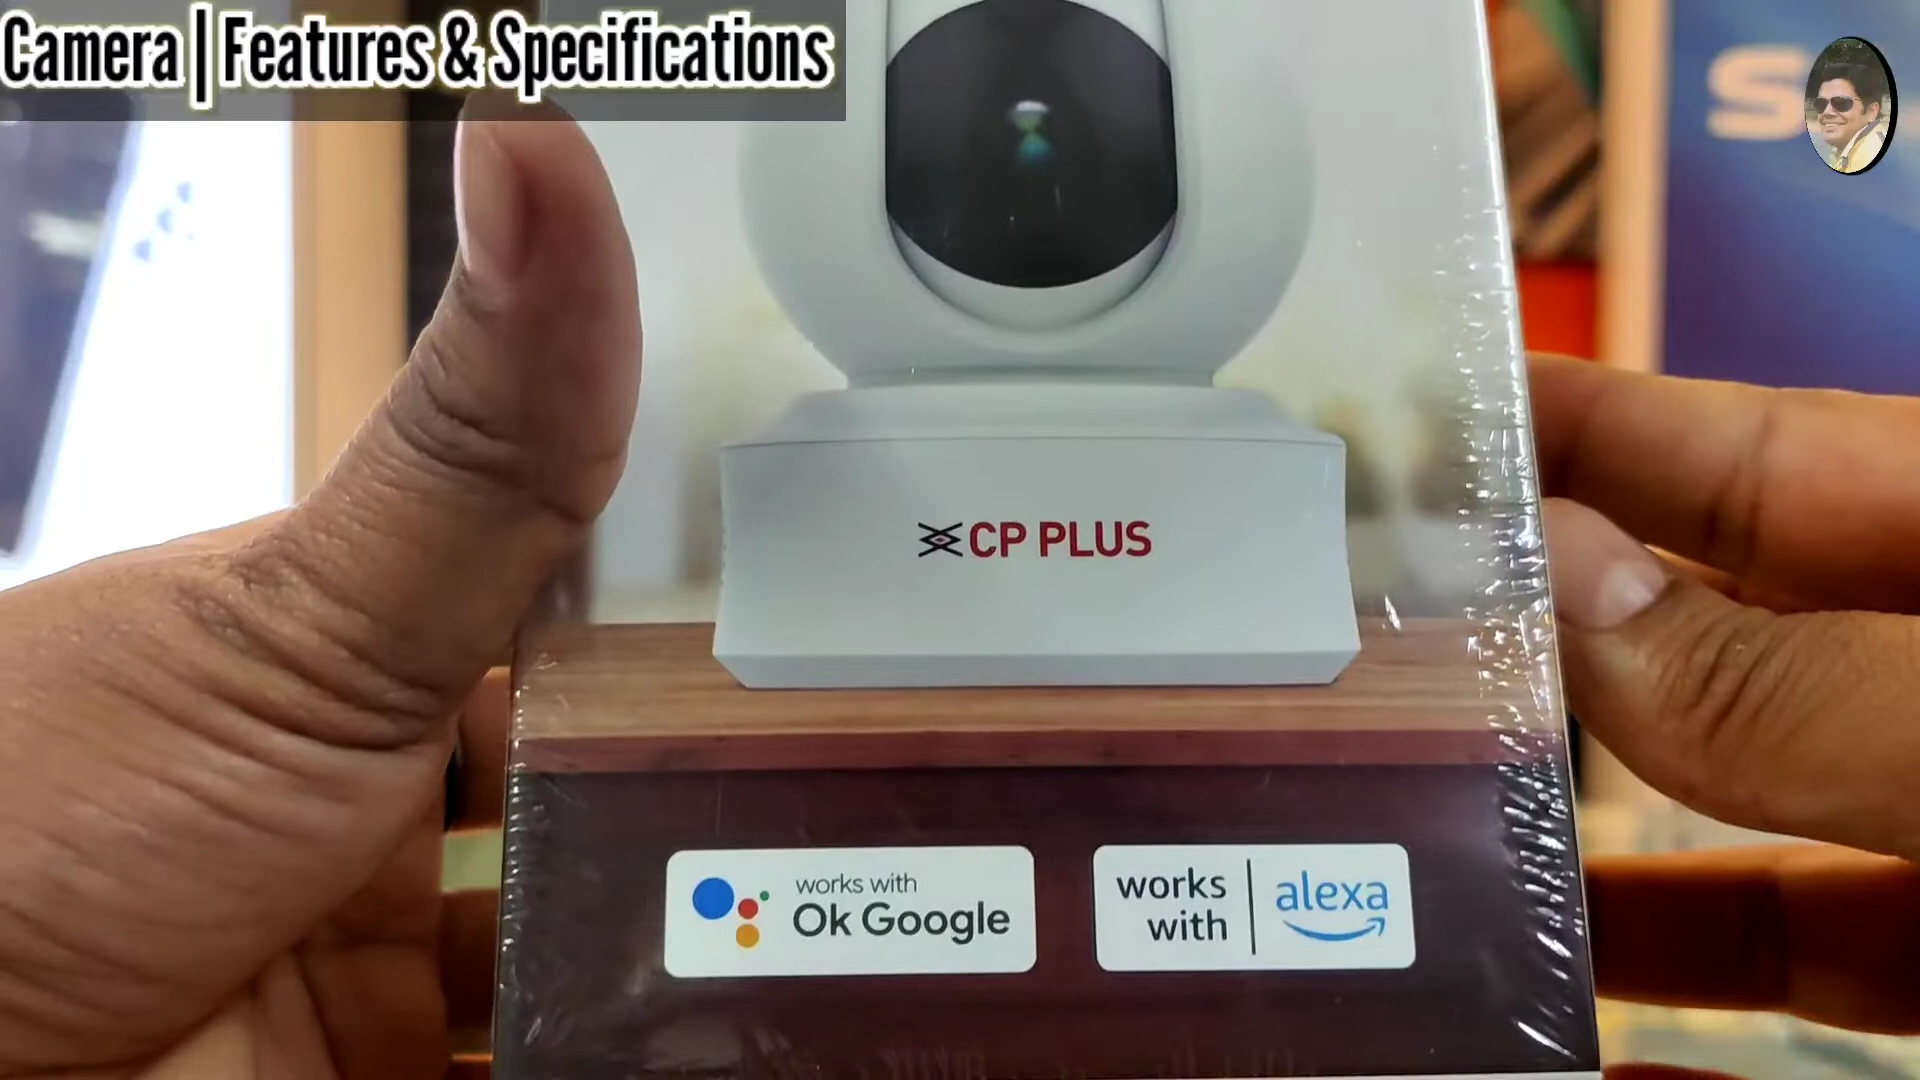 Camera | Features & Specifications
CP PLUS
works with
Ok Google
works
with
alexa